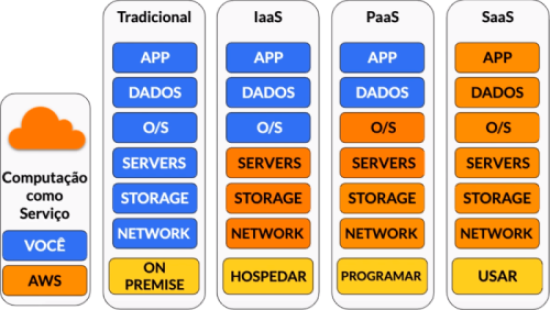 Computação
como
Serviço
VOCÊ
AWS
Tradicional
APP
DADOS
O/S
SERVERS
STORAGE
NETWORK
ON
PREMISE
IaaS
APP
DADOS
O/S
SERVERS
STORAGE
NETWORK
HOSPEDAR
PaaS
APP
DADOS
O/S
SERVERS
STORAGE
NETWORK
PROGRAMAR
SaaS
APP
DADOS
O/S
SERVERS
STORAGE
NETWORK
USAR